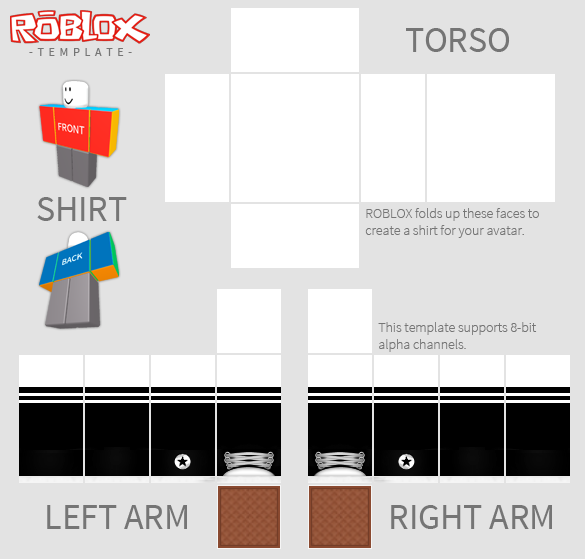 ROBLOX
-TEMPLATE-
TORSO
FRONT
SHIRT
ROBLOX folds up these faces to
create a shirt for your avatar.
BACK
This template supports 8-bit
alpha channels.
LEFT ARM
RIGHT ARM